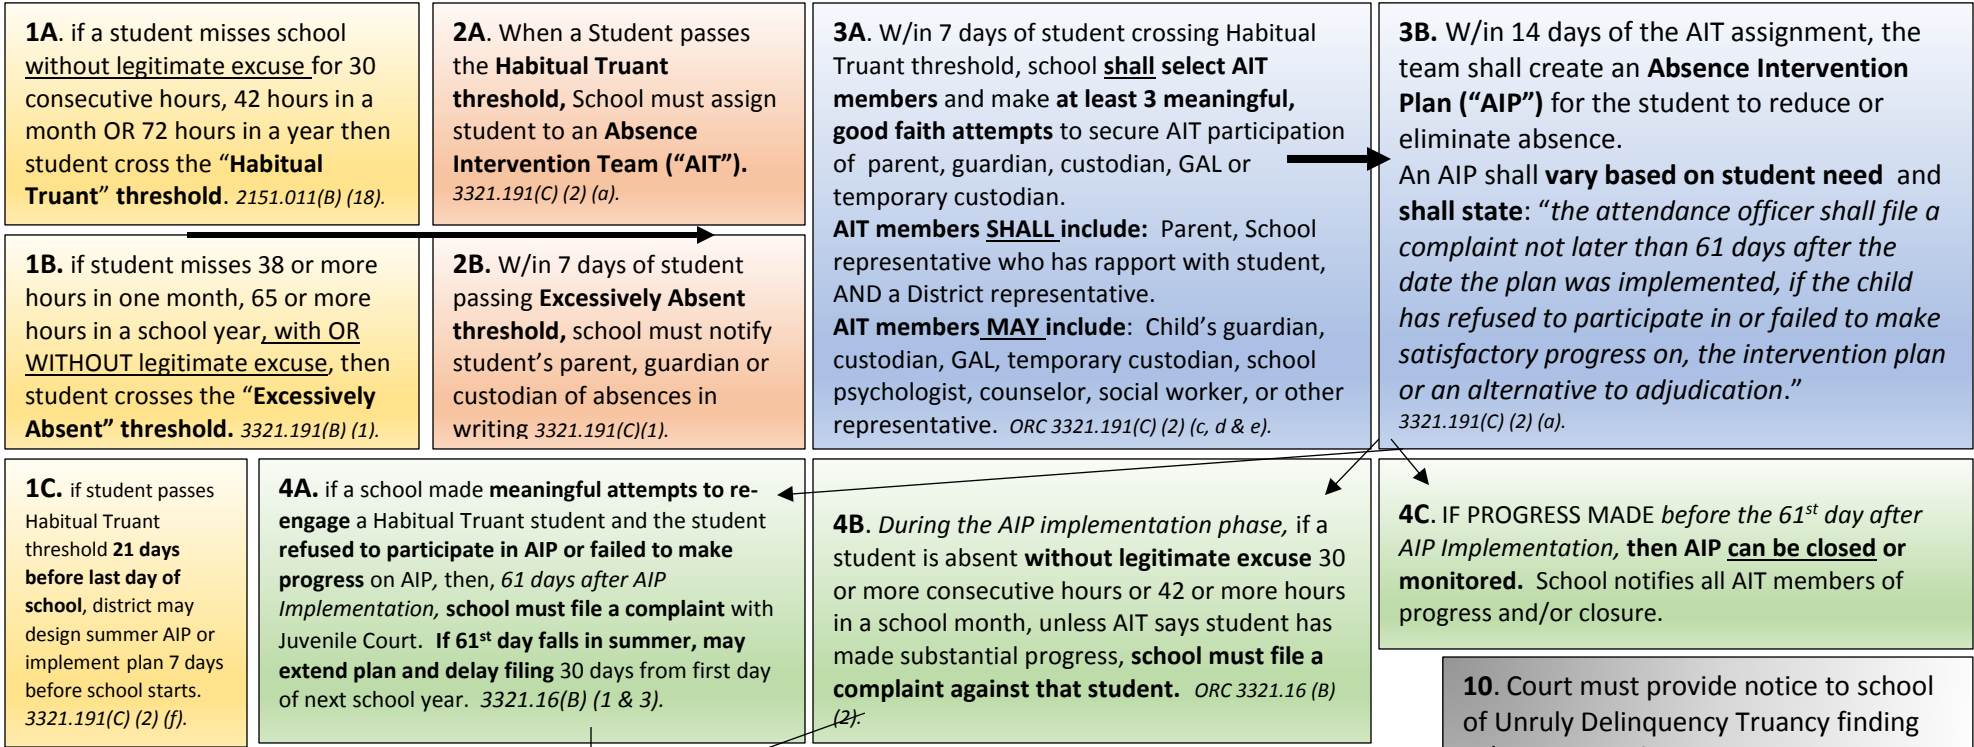 1A. if a student misses school
without legitimate excuse for 30
consecutive hours, 42 hours in a
month OR 72 hours in a year then
student cross the “Habitual
Truant” threshold. 2151.011(B) (18).
2A. When a Student passes
the Habitual Truant
threshold, School must assign
student to an Absence
Intervention Team (“AIT”).
3321.191(C) (2) (a).
3A. W/in 7 days of student crossing Habitual
Truant threshold, school shall select AIT
members and make at least 3 meaningful,
good faith attempts to secure AIT participation
of parent, guardian, custodian, GAL or
temporary custodian.
AIT members SHALL include: Parent, School
representative who has rapport with student,
AND a District representative.
AIT members MAY include: Child’s guardian,
custodian, GAL, temporary custodian, school
psychologist, counselor, social worker, or other
representative. ORC 3321.191(C) (2) (c, d & e).
3B. W/in 14 days of the AIT assignment, the
team shall create an Absence Intervention
Plan (“AIP”) for the student to reduce or
eliminate absence.
An AIP shall vary based on student need and
shall state: “the attendance officer shall file a
complaint not later than 61 days after the
date the plan was implemented, if the child
has refused to participate in or failed to make
satisfactory progress on, the intervention plan
or an alternative to adjudication.”
3321.191(C) (2) (a).
1B. if student misses 38 or more
hours in one month, 65 or more
hours in a school year, with OR
WITHOUT legitimate excuse, then
student crosses the “Excessively
Absent” threshold. 3321.191(B) (1).
2B. W/in 7 days of student
passing Excessively Absent
threshold, school must notify
student’s parent, guardian or
custodian of absences in
writing 3321.191(C)(1).
1C. if student passes
Habitual Truant
threshold 21 days
before last day of
school, district may
design summer AIP or
implement plan 7 days
before school starts.
3321.191(C) (2) (f).
4A. if a school made meaningful attempts to re-
engage a Habitual Truant student and the student
refused to participate in AIP or failed to make
progress on AIP, then, 61 days after AIP
Implementation, school must file a complaint with
Juvenile Court. If 61st day falls in summer, may
extend plan and delay filing 30 days from first day
of next school year. 3321.16(B) (1 & 3).
4B. During the AIP implementation phase, if a
student is absent without legitimate excuse 30
or more consecutive hours or 42 or more hours
in a school month, unless AIT says student has
made substantial progress, school must file a
complaint against that student. ORC 3321.16 (B)
(2).
4C. IF PROGRESS MADE before the 61st day after
AIP Implementation, then AIP can be closed or
monitored. School notifies all AIT members of
progress and/or closure.
10. Court must provide notice to school
of Unruly Delinquency Truancy finding